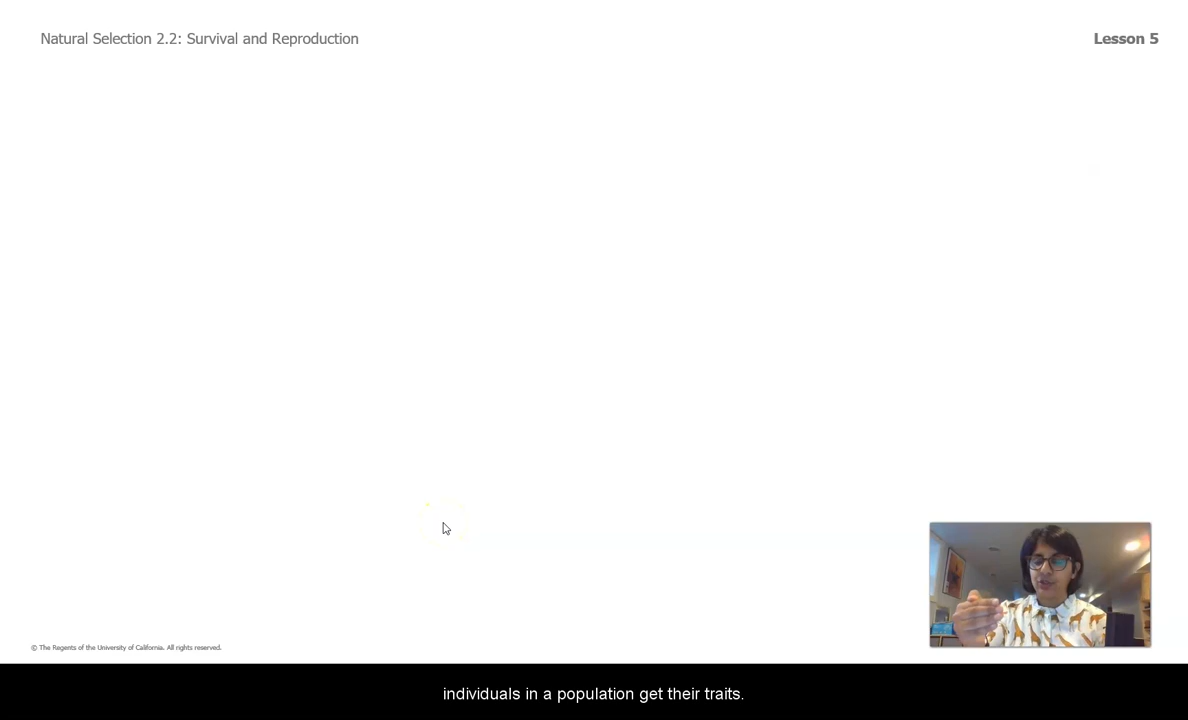 Natural Selection 2.2: Survival and Reproduction
Lesson 5
© The Regents of the University of California. All rights reserved.
individuals in a population get their traits.